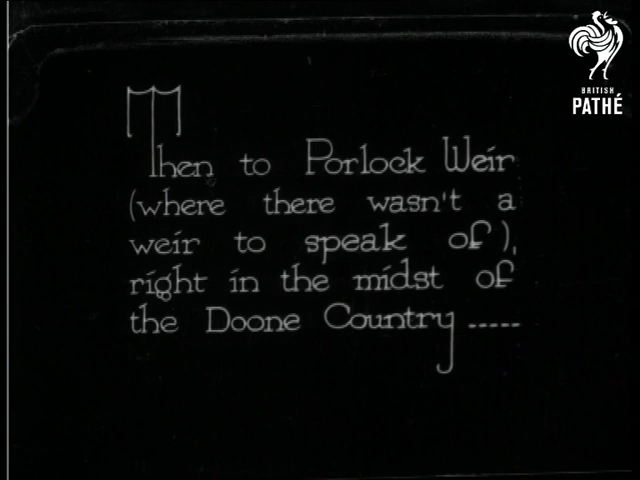 BRITISH
PATHÉ
Then to Porlock Weir
(where there wasn't a
weir to speak of),
right in the midst of
the Doone Country -----